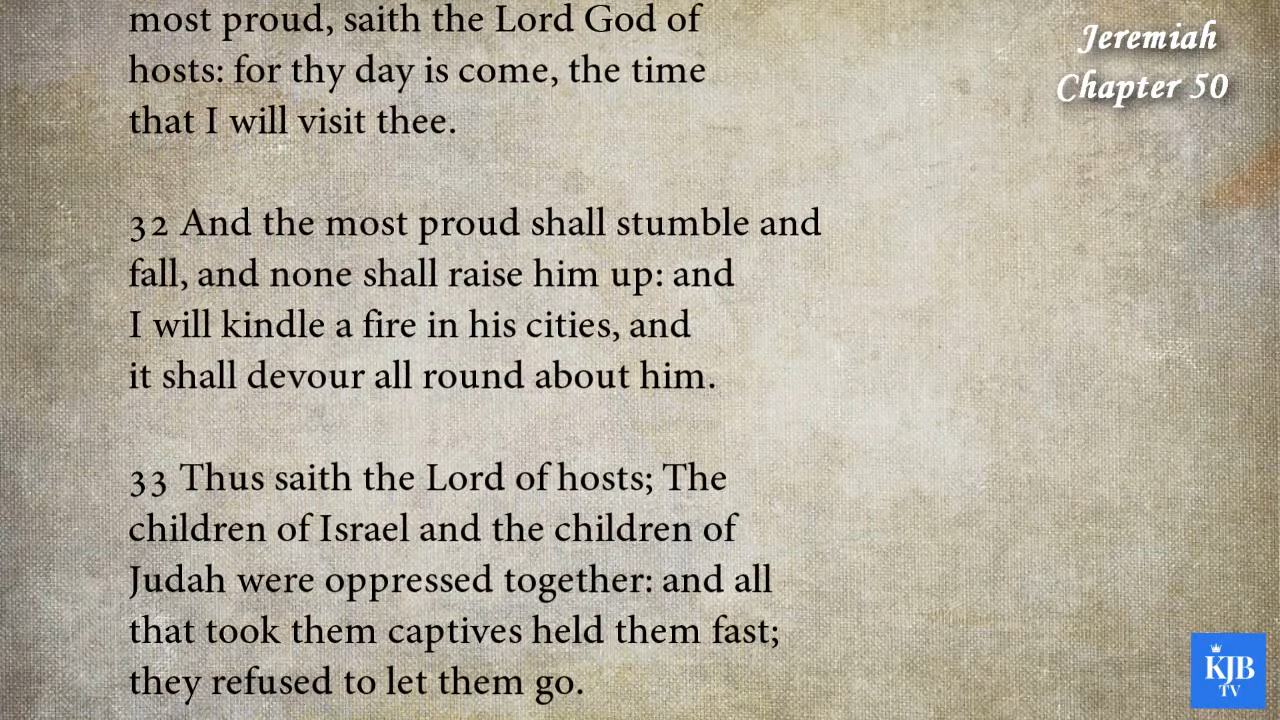 most proud, saith the Lord God of
hosts: for thy day is come, the time
that I will visit thee.
32 And the most proud shall stumble and
fall, and none shall raise him up: and
I will kindle a fire in his cities, and
it shall devour all round about him.
33 Thus saith the Lord of hosts; The
children of Israel and the children of
Judah were oppressed together: and all
that took them captives held them fast;
they refused to let them go.
Jeremiah
Chapter 50
KJB
TV